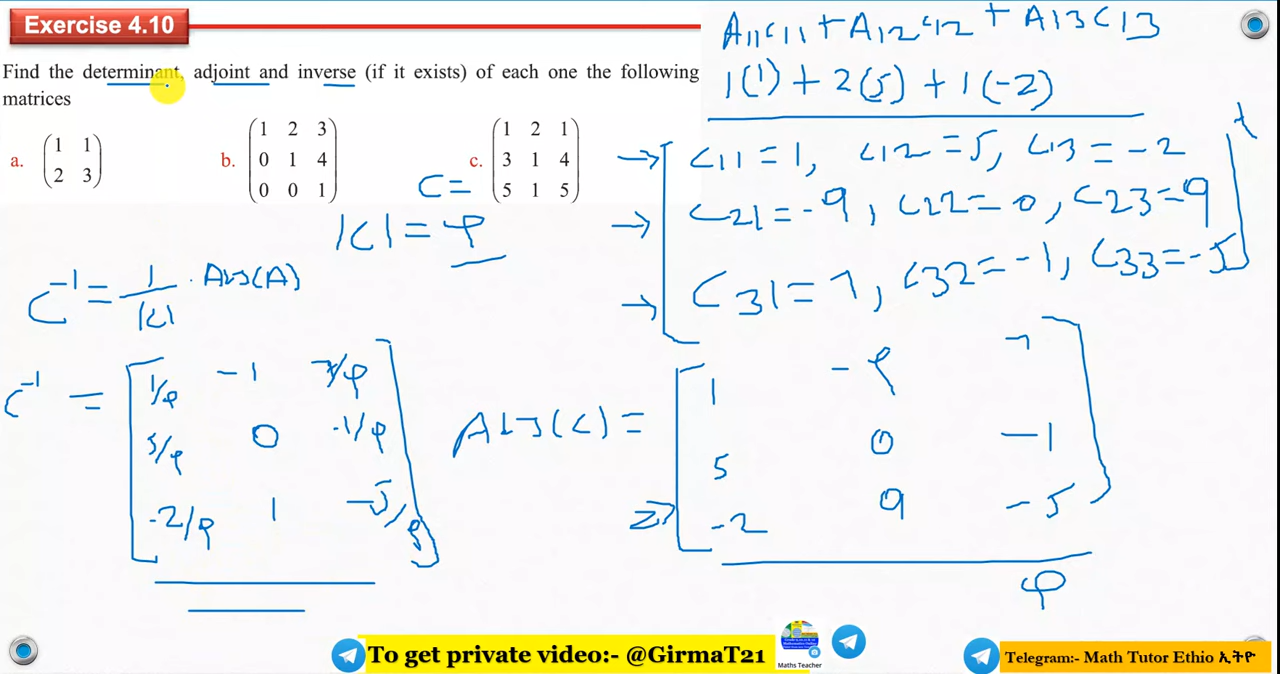 Exercise 4.10
A11C11 + A12C12 + A13C13
Find the determinant, adjoint and inverse (if it exists) of each one the following
matrices
1(1) + 2(5) + 1(-2)
a. (1 1
2 3)
b. (1 2 3
0 1 4
0 0 1)
c. (1 2 1
3 1 4
5 1 5)
C =
|C| = 9
C11 = 1, C12 = 5, C13 = -2
C21 = -9, C22 = 0, C23 = 9
C31 = 7, C32 = -1, C33 = -5
t
C⁻¹ = 1/|C| · Adj(A)
C⁻¹ = [1/9 -1 7/9
5/9 0 -1/9
-2/9 1 -5/9]
Adj(C) = [1 -9 7
5 0 -1
-2 9 -5]
9
To get private video:- @GirmaT21
Maths Teacher
Telegram:- Math Tutor Ethio ኢትዮ